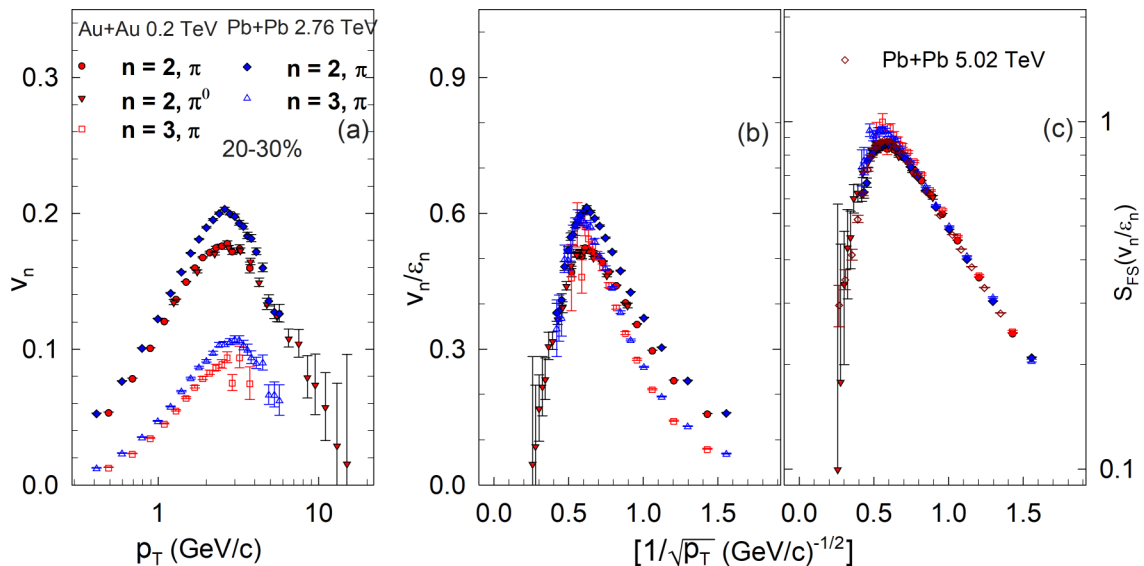 Au+Au 0.2 TeV Pb+Pb 2.76 TeV
n = 2, π n = 2, π
n = 2, π⁰ n = 3, π
n = 3, π
(a)
20-30%
0.3
0.2
0.1
0.0
vₙ
1 10
p_T (GeV/c)
(b)
0.9
0.6
0.3
0.0
vₙ/εₙ
0.0 0.5 1.0 1.5
Pb+Pb 5.02 TeV
(c)
1
0.1
S_FS(vₙ/εₙ)
0.0 0.5 1.0 1.5
[1/√p_T (GeV/c)^-1/2]